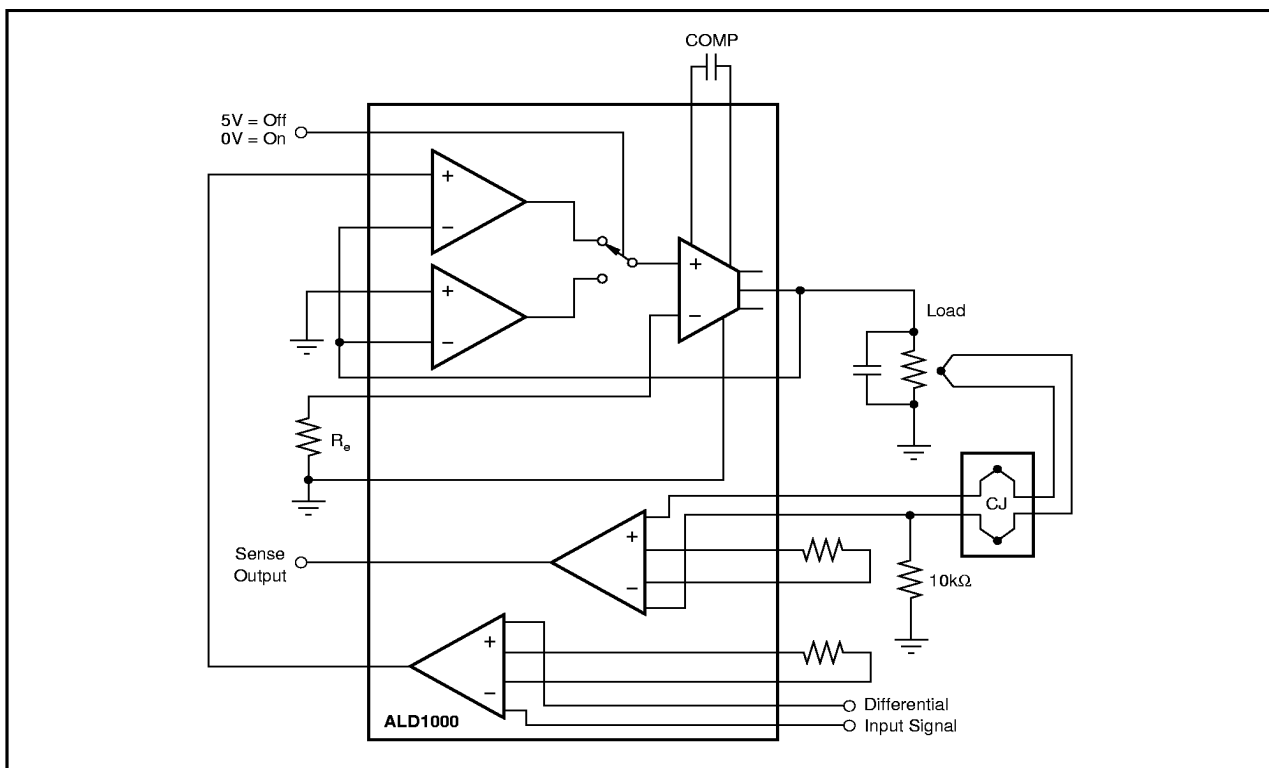 COMP
5V = Off
0V = On
+
−
+
−
+
−
Load
Re
CJ
Sense
Output
+
−
10kΩ
+
−
Differential
Input Signal
ALD1000